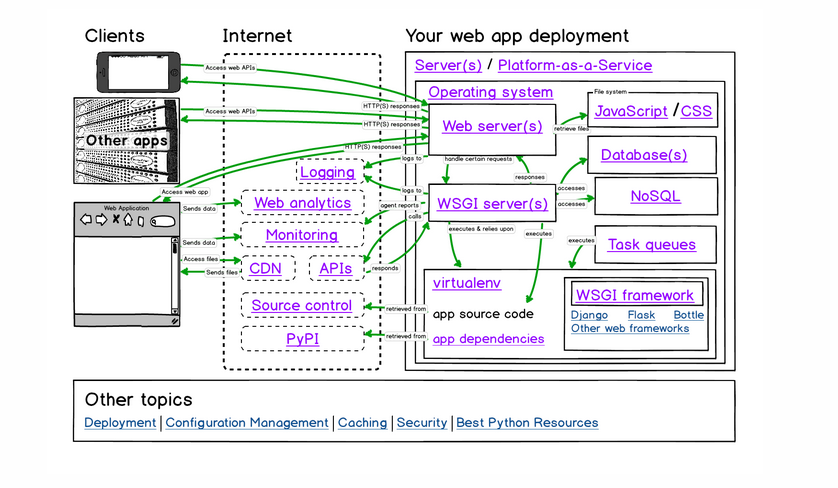 Clients
Internet
Your web app deployment
Server(s) / Platform-as-a-Service
Operating system
File system
JavaScript / CSS
Web server(s)
retrieve files
Access web APIs
HTTP(S) responses
Access web APIs
HTTP(S) responses
Other apps
HTTP(S) responses
logs to
handle certain requests
responses
Database(s)
Logging
Access web app
accesses
accesses
NoSQL
logs to
WSGI server(s)
Web analytics
agent reports
calls
Web Application
Sends data
executes & relies upon
executes
executes
Task queues
Monitoring
Sends data
Access files
Sends files
CDN
APIs
responds
virtualenv
WSGI framework
Source control
retrieved from
app source code
Django Flask Bottle
Other web frameworks
PyPI
retrieved from
app dependencies
Other topics
Deployment | Configuration Management | Caching | Security | Best Python Resources